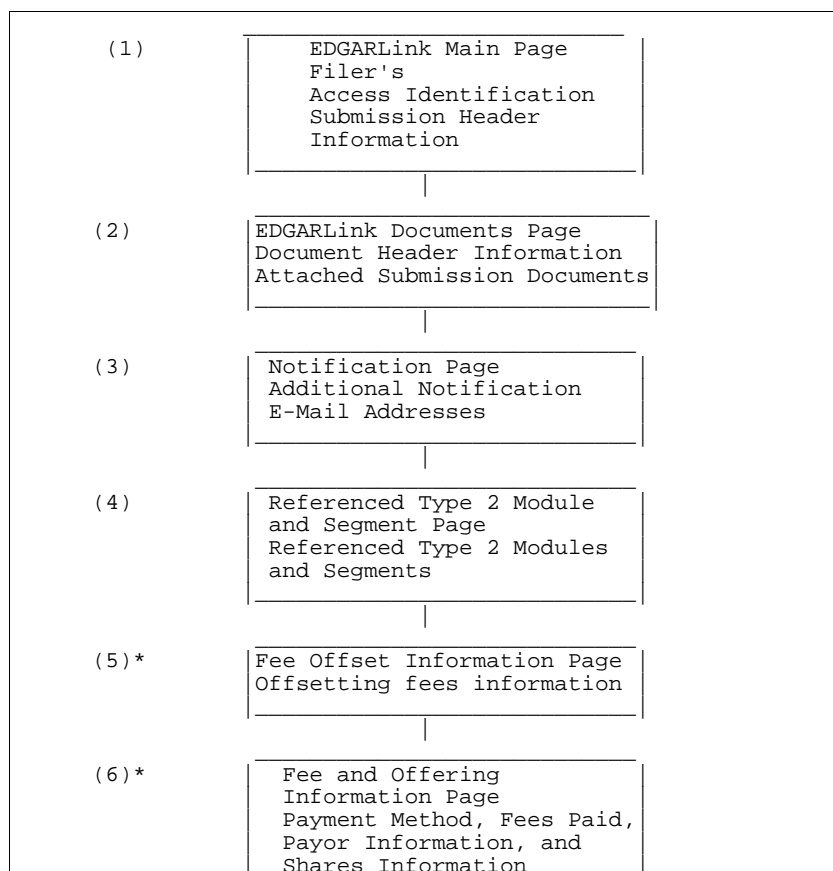 (1) EDGARLink Main Page
Filer's
Access Identification
Submission Header
Information
(2) EDGARLink Documents Page
Document Header Information
Attached Submission Documents
(3) Notification Page
Additional Notification
E-Mail Addresses
(4) Referenced Type 2 Module
and Segment Page
Referenced Type 2 Modules
and Segments
(5)* Fee Offset Information Page
Offsetting fees information
(6)* Fee and Offering
Information Page
Payment Method, Fees Paid,
Payor Information, and
Shares Information